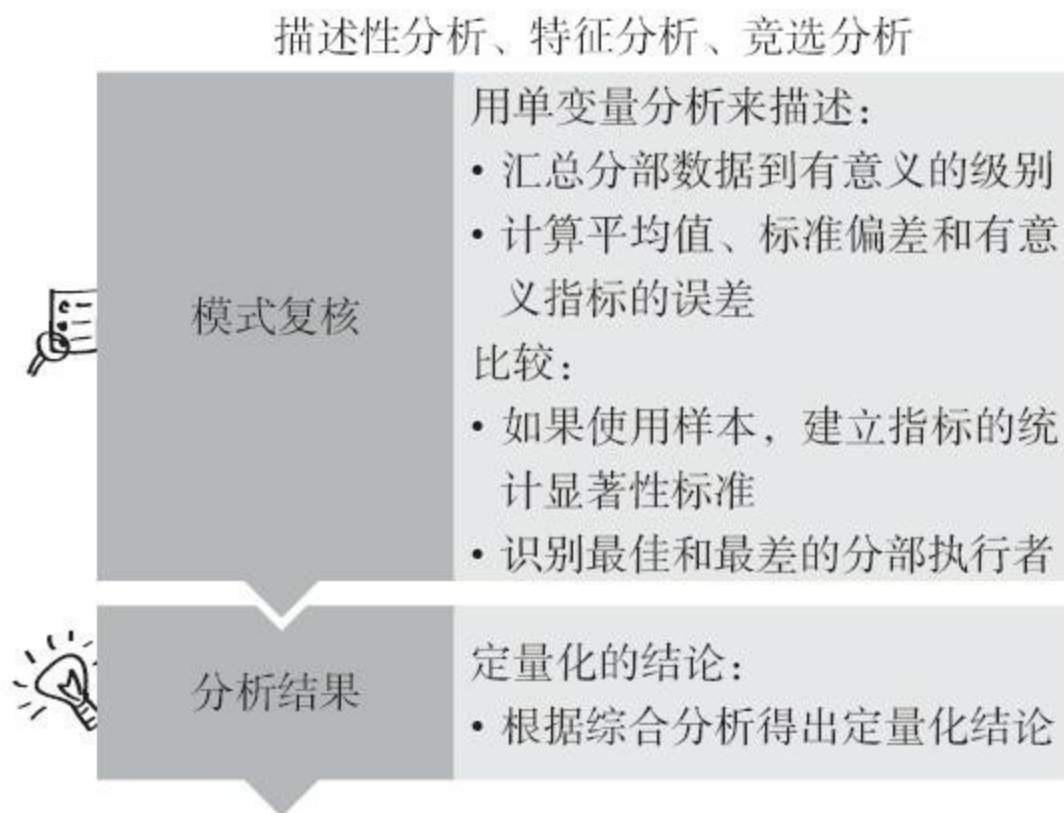 描述性分析、特征分析、竞选分析
模式复核
用单变量分析来描述：
• 汇总分部数据到有意义的级别
• 计算平均值、标准偏差和有意
义指标的误差
比较：
• 如果使用样本，建立指标的统
计显著性标准
• 识别最佳和最差的分部执行者
分析结果
定量化的结论：
• 根据综合分析得出定量化结论